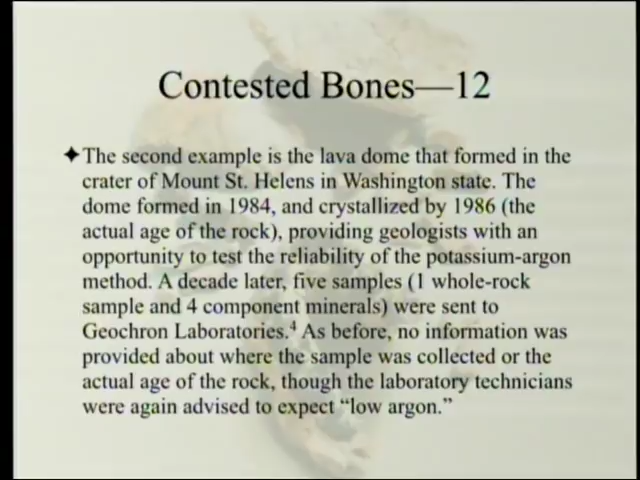 Contested Bones—12
✦The second example is the lava dome that formed in the
crater of Mount St. Helens in Washington state. The
dome formed in 1984, and crystallized by 1986 (the
actual age of the rock), providing geologists with an
opportunity to test the reliability of the potassium-argon
method. A decade later, five samples (1 whole-rock
sample and 4 component minerals) were sent to
Geochron Laboratories.⁴ As before, no information was
provided about where the sample was collected or the
actual age of the rock, though the laboratory technicians
were again advised to expect “low argon.”